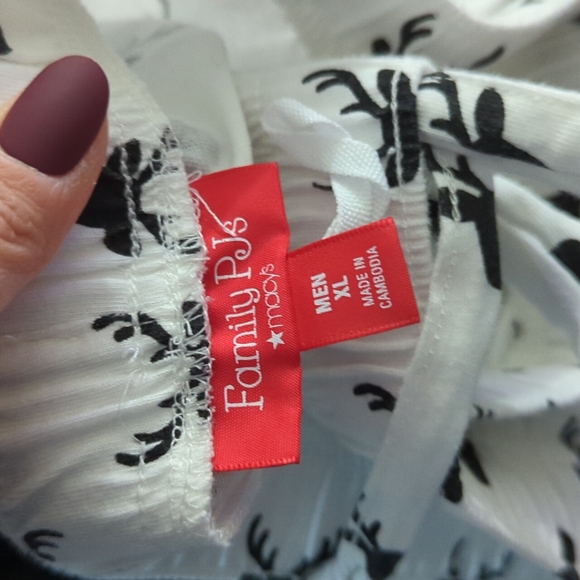 Family PJs
★macy's
MEN
XL
MADE IN
CAMBODIA